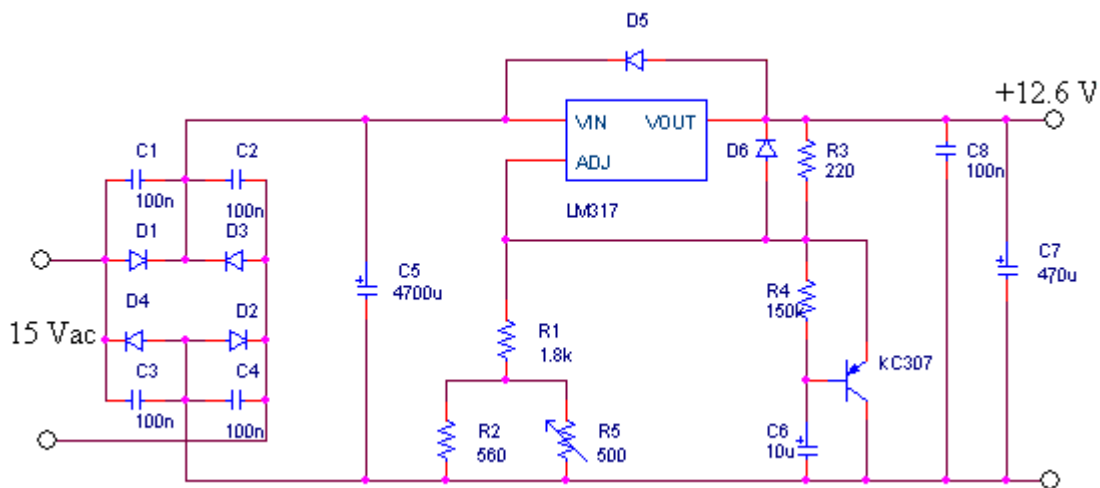 D5
+12.6 V
VIN VOUT
ADJ
LM317
D6
R3
220
C8
100n
C1
100n
C2
100n
D1
D3
C5
4700u
C7
470u
15 Vac
D4
D2
R4
150k
R1
1.8k
KC307
C3
100n
C4
100n
R2
560
R5
500
C6
10u